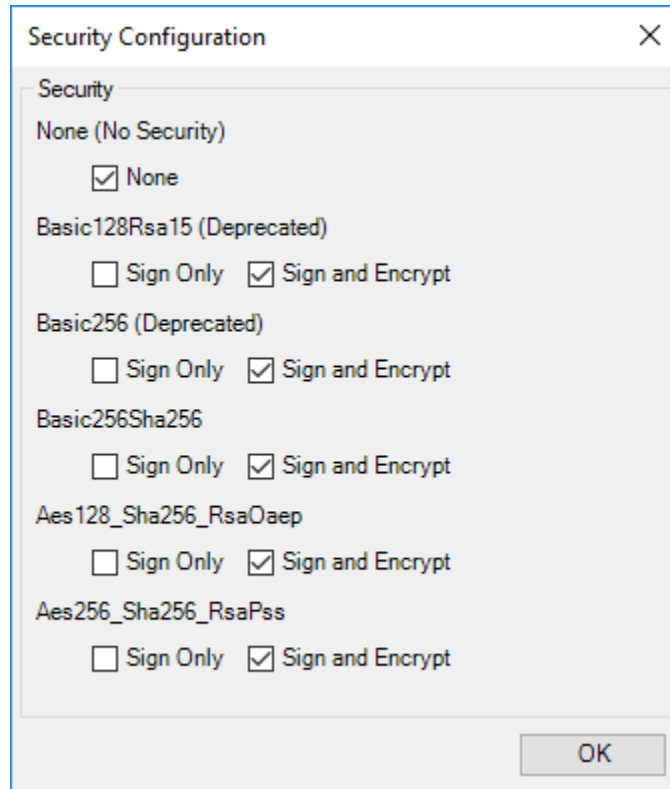 Security Configuration
Security
None (No Security)
None
Basic128Rsa15 (Deprecated)
Sign Only Sign and Encrypt
Basic256 (Deprecated)
Sign Only Sign and Encrypt
Basic256Sha256
Sign Only Sign and Encrypt
Aes128_Sha256_RsaOaep
Sign Only Sign and Encrypt
Aes256_Sha256_RsaPss
Sign Only Sign and Encrypt
OK